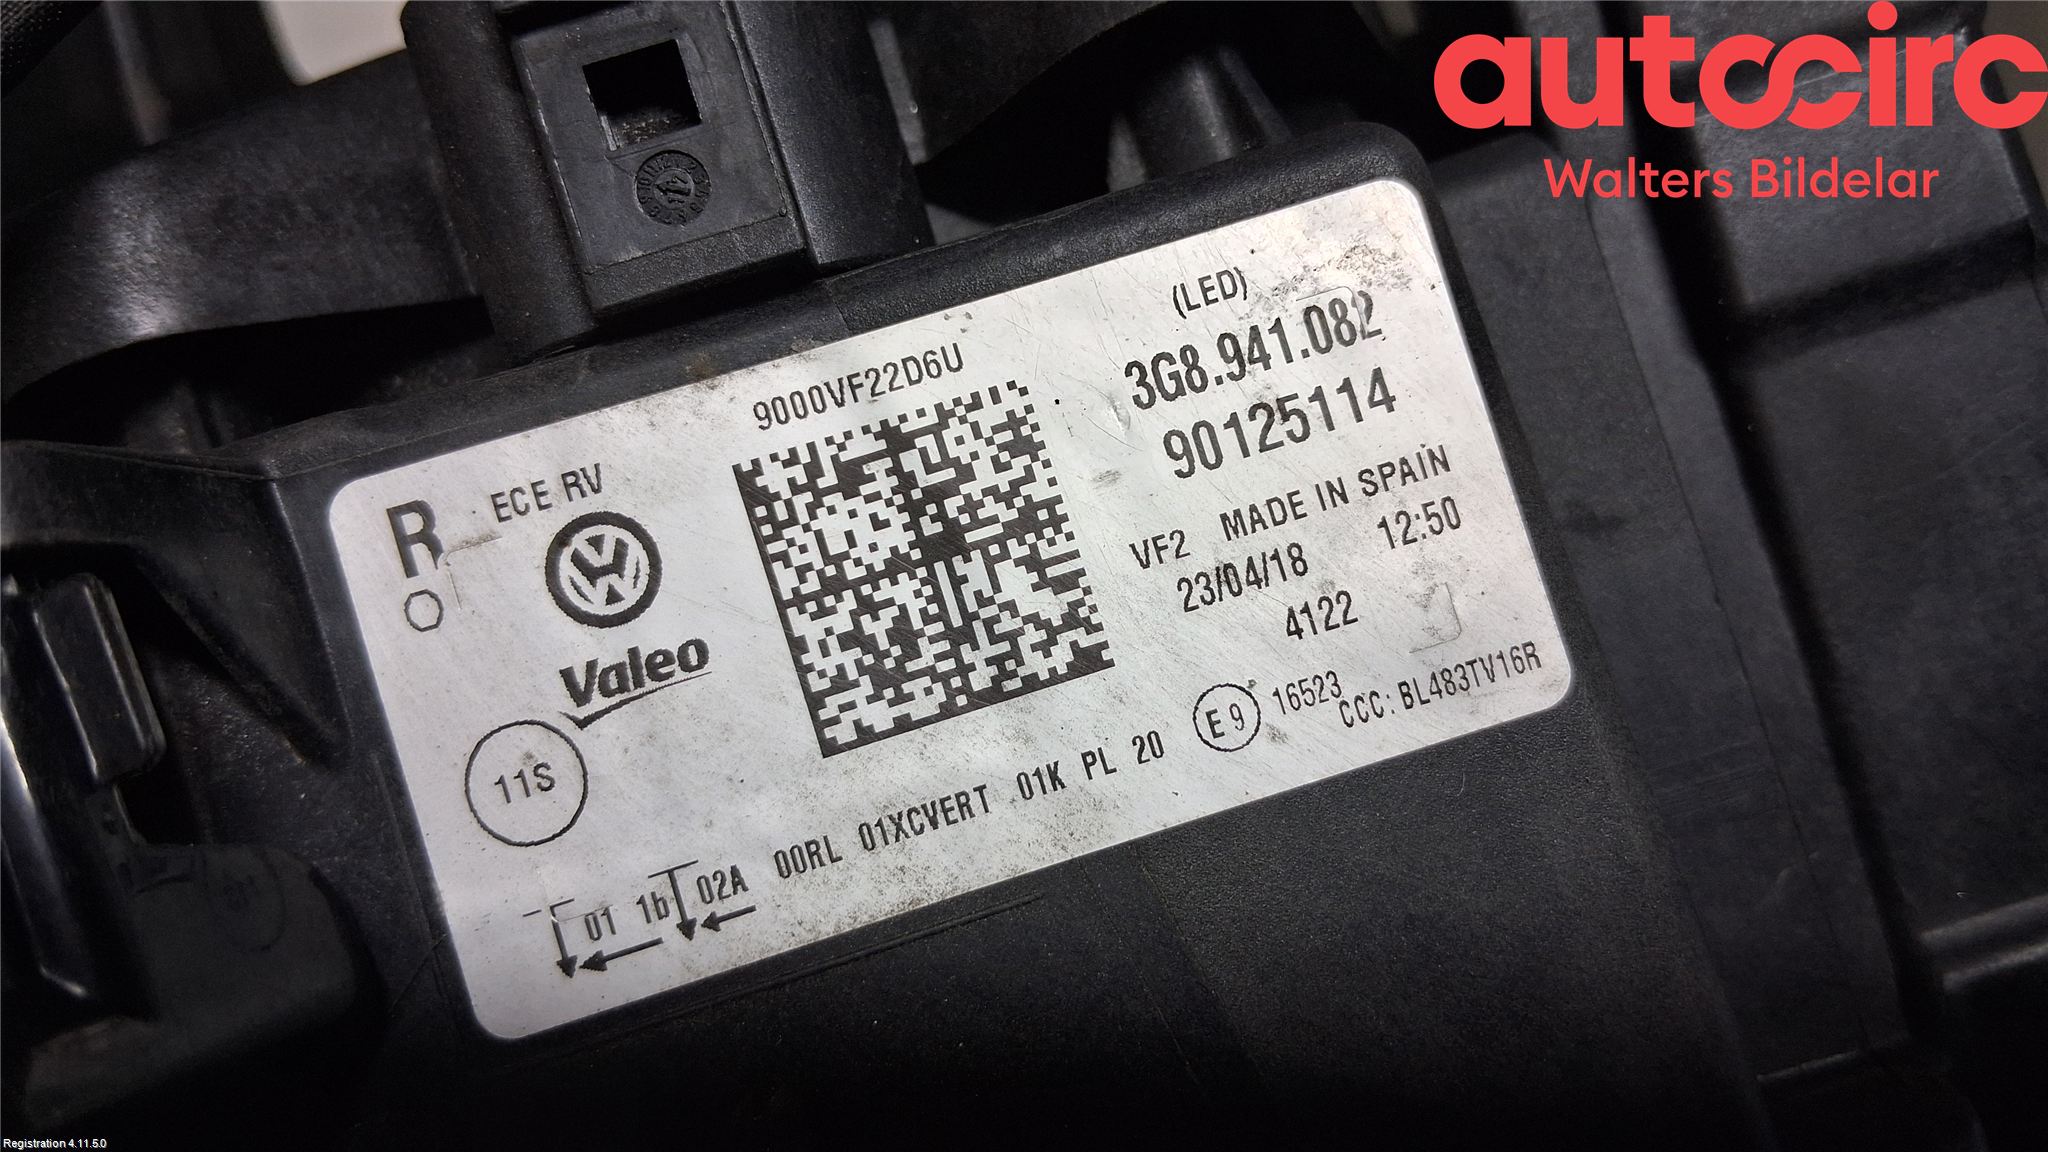 autocirc
Walters Bildelar
(LED)
3G8.941.082
90125114
9000VF22D6U
R
ECE RV
VF2 MADE IN SPAIN
23/04/18 12:50
4122
Valeo
11S
E9 16523
CCC: BL483TV16R
01 1b 02A 00RL 01XCVERT 01K PL 20
Registration 4.11.5.0